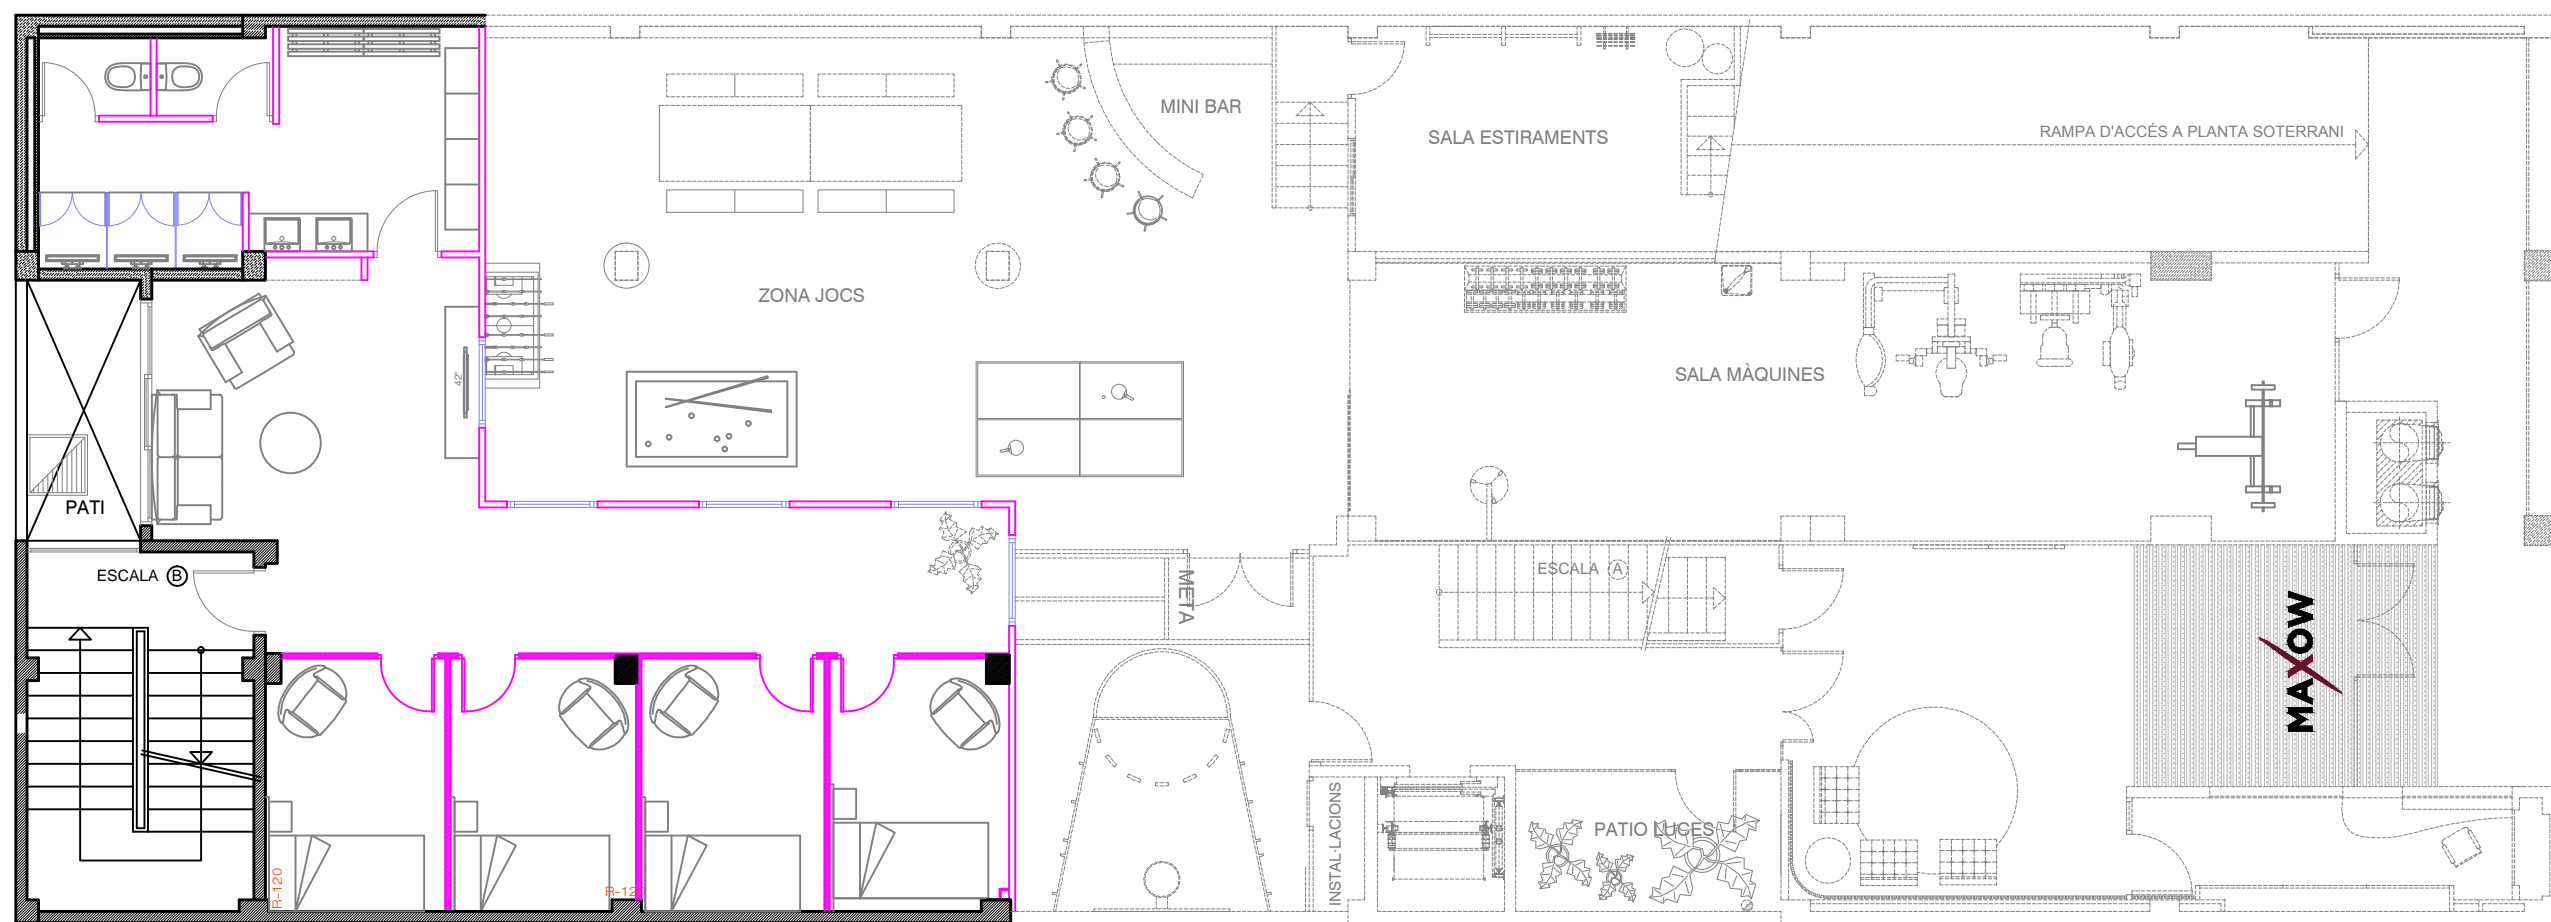 MINI BAR
SALA ESTIRAMENTS
RAMPA D'ACCÉS A PLANTA SOTERRANI
ZONA JOCS
42'
SALA MÀQUINES
PATI
ESCALA B
ESCALA A
META
MAXOW
INSTAL·LACIONS
PATIO LUCES
R-120
R-120